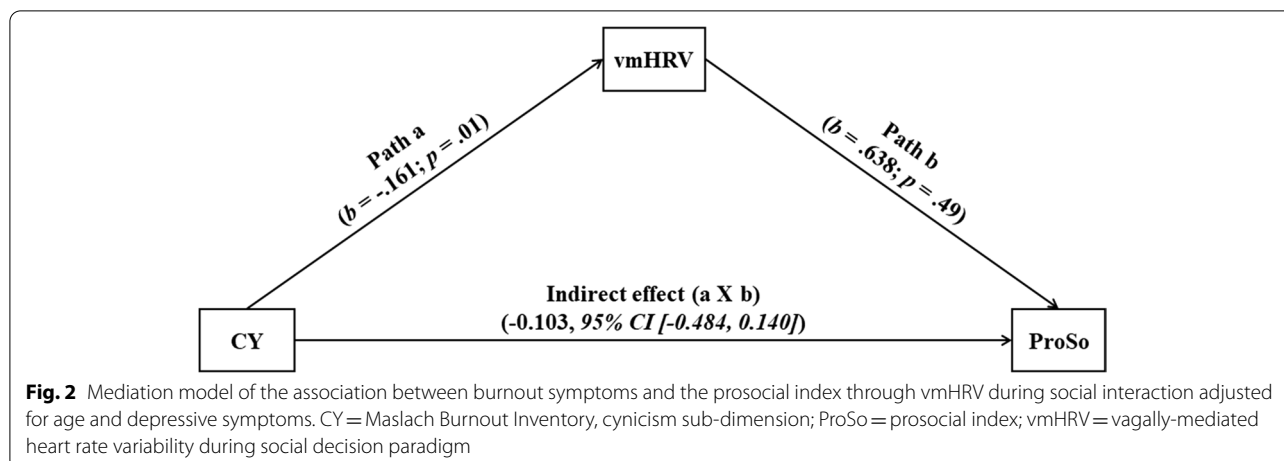 vmHRV
Path a
(b = -.161; p = .01)
Path b
(b = .638; p = .49)
Indirect effect (a X b)
(-0.103, 95% CI [-0.484, 0.140])
CY
ProSo
Fig. 2 Mediation model of the association between burnout symptoms and the prosocial index through vmHRV during social interaction adjusted
for age and depressive symptoms. CY = Maslach Burnout Inventory, cynicism sub-dimension; ProSo = prosocial index; vmHRV = vagally-mediated
heart rate variability during social decision paradigm